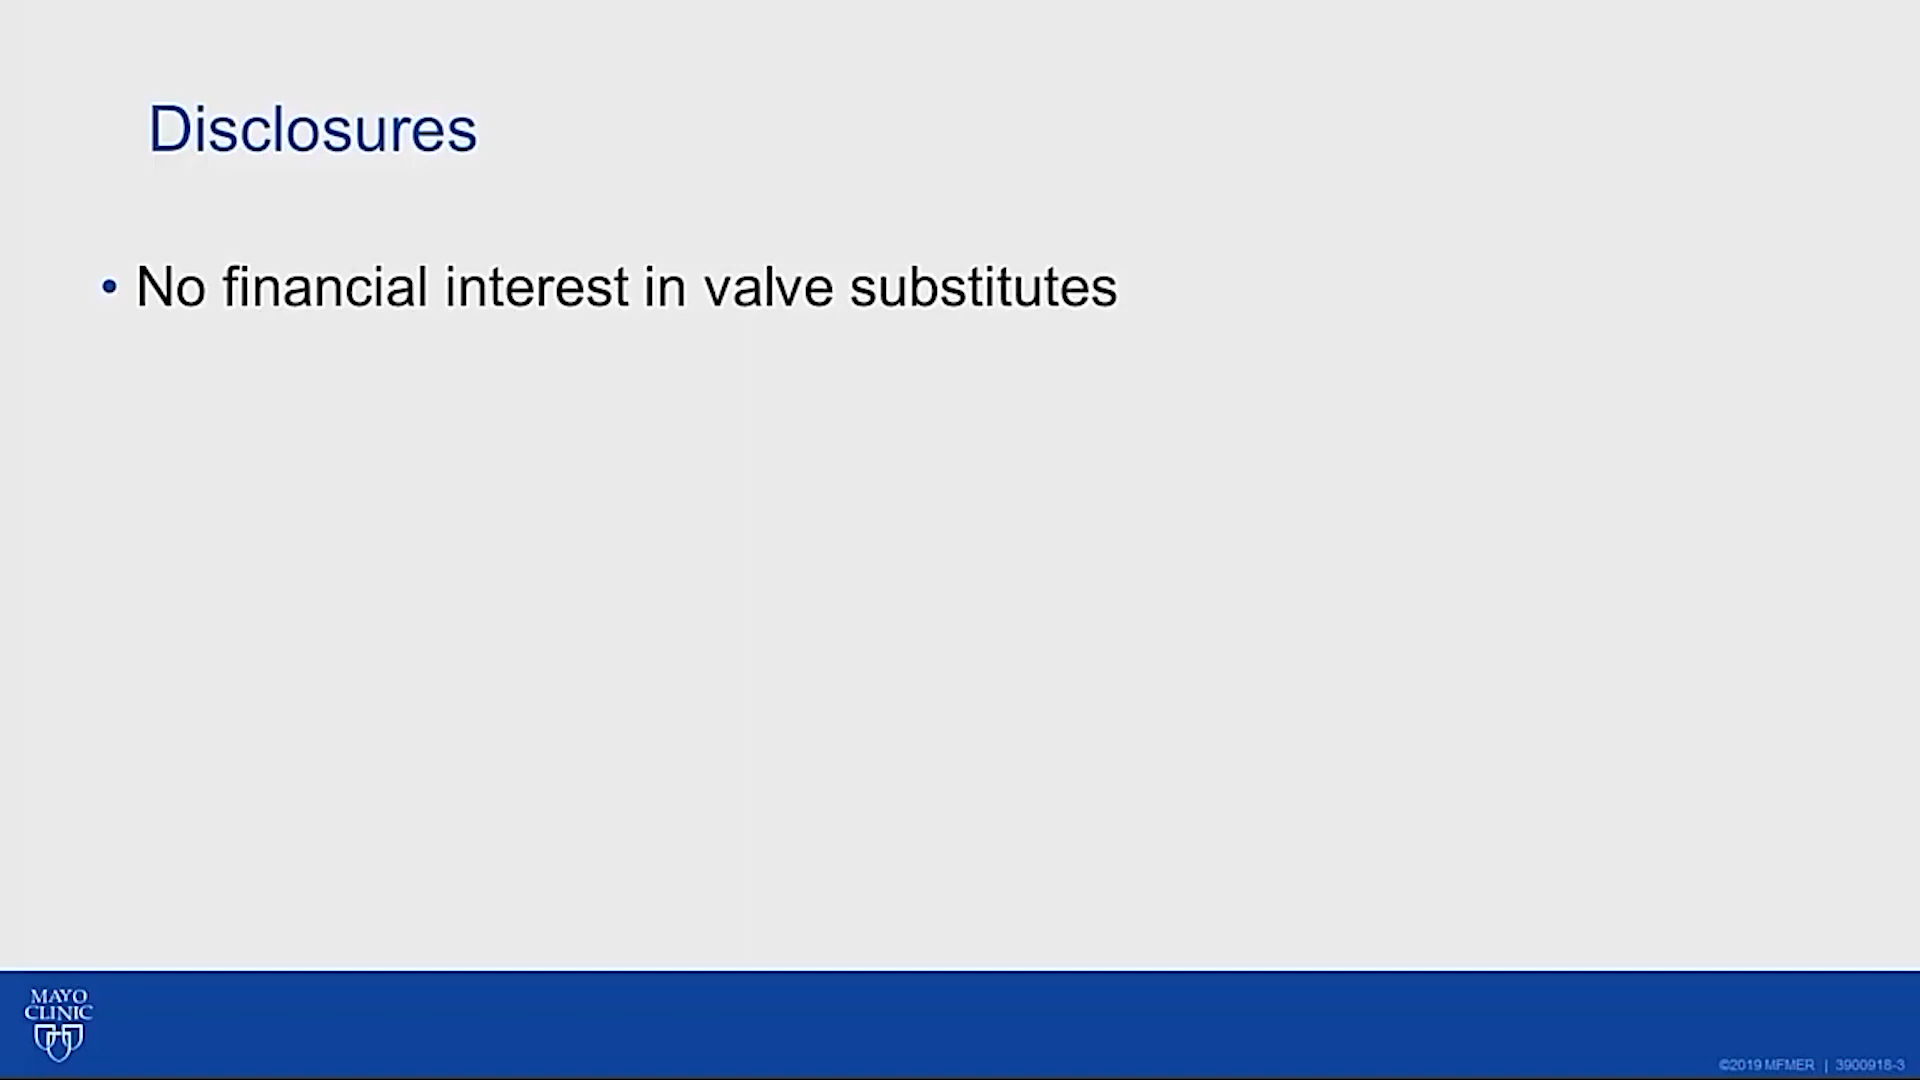 Disclosures
• No financial interest in valve substitutes
MAYO
CLINIC
©2019 MFMER | 3900918-3